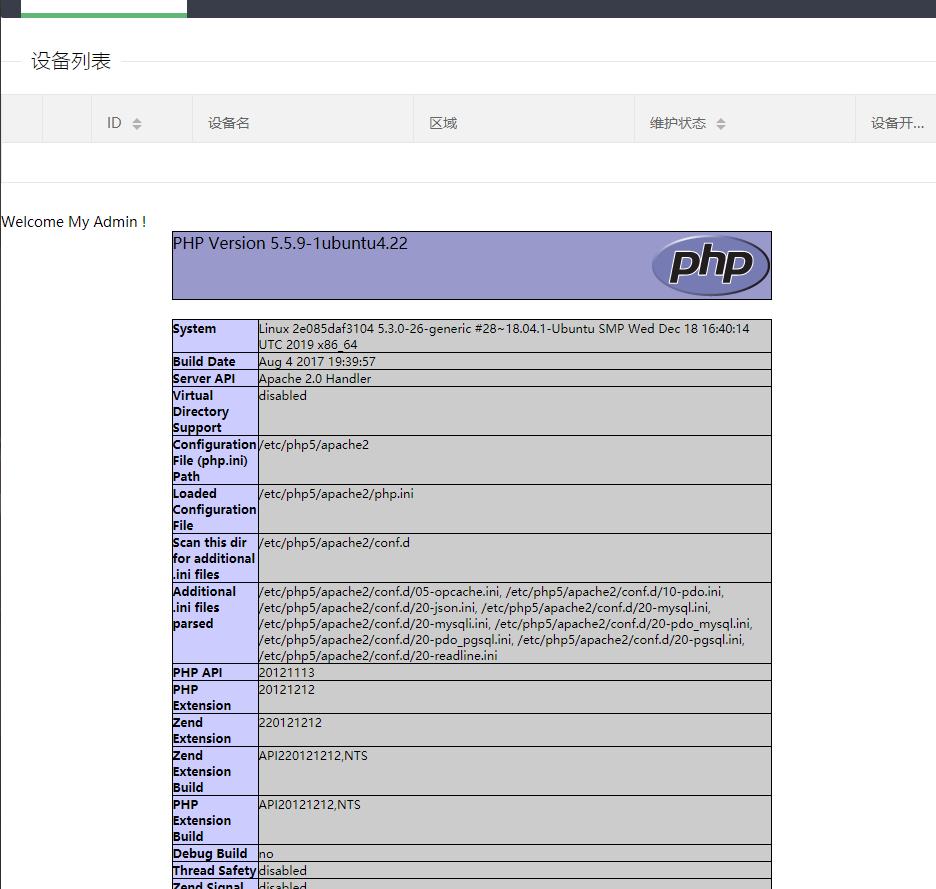 设备列表
ID 设备名 区域 维护状态 设备开...
Welcome My Admin !
PHP Version 5.5.9-1ubuntu4.22
php
System
Linux 2e085daf3104 5.3.0-26-generic #28~18.04.1-Ubuntu SMP Wed Dec 18 16:40:14
UTC 2019 x86_64
Build Date Aug 4 2017 19:39:57
Server API Apache 2.0 Handler
Virtual
Directory
Support
disabled
Configuration
File (php.ini)
Path
/etc/php5/apache2
Loaded
Configuration
File
/etc/php5/apache2/php.ini
Scan this dir
for additional
.ini files
/etc/php5/apache2/conf.d
Additional
.ini files
parsed
/etc/php5/apache2/conf.d/05-opcache.ini, /etc/php5/apache2/conf.d/10-pdo.ini,
/etc/php5/apache2/conf.d/20-json.ini, /etc/php5/apache2/conf.d/20-mysql.ini,
/etc/php5/apache2/conf.d/20-mysqli.ini, /etc/php5/apache2/conf.d/20-pdo_mysql.ini,
/etc/php5/apache2/conf.d/20-pdo_pgsql.ini, /etc/php5/apache2/conf.d/20-pgsql.ini,
/etc/php5/apache2/conf.d/20-readline.ini
PHP API 20121113
PHP
Extension
20121212
Zend
Extension
220121212
Zend
Extension
Build
API220121212,NTS
PHP
Extension
Build
API20121212,NTS
Debug Build no
Thread Safety disabled
Zend Signal disabled